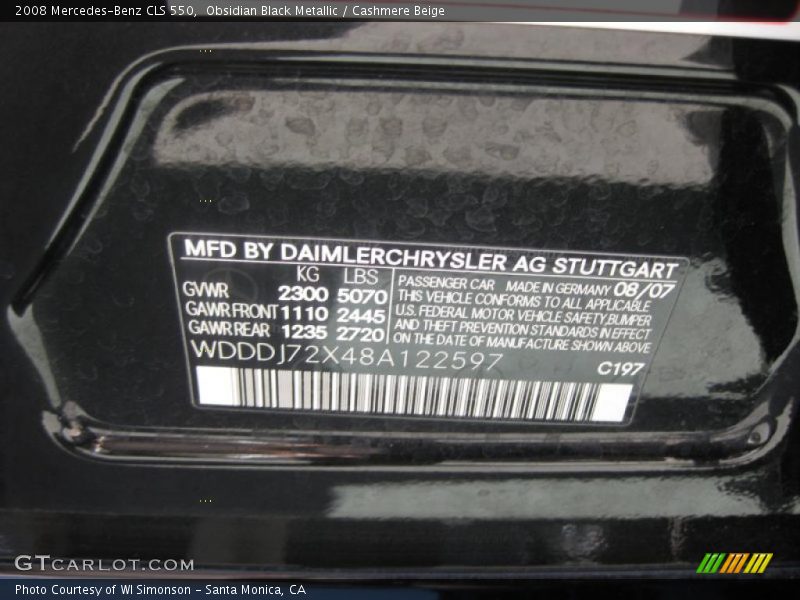 2008 Mercedes-Benz CLS 550,  Obsidian Black Metallic / Cashmere Beige
MFD BY DAIMLERCHRYSLER AG STUTTGART
KG LBS
GVWR 2300 5070
GAWR FRONT 1110 2445
GAWR REAR 1235 2720
PASSENGER CAR MADE IN GERMANY 08/07
THIS VEHICLE CONFORMS TO ALL APPLICABLE
U.S. FEDERAL MOTOR VEHICLE SAFETY, BUMPER
AND THEFT PREVENTION STANDARDS IN EFFECT
ON THE DATE OF MANUFACTURE SHOWN ABOVE
WDDDJ72X48A122597 C197
GTCARLOT.COM
Photo Courtesy of WI Simonson - Santa Monica, CA